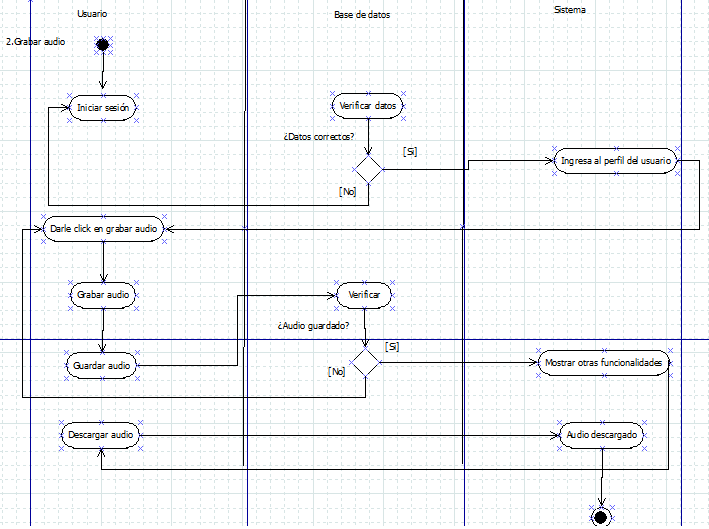 Usuario
Base de datos
Sistema
2.Grabar audio
Iniciar sesión
Verificar datos
¿Datos correctos?
[Si]
Ingresa al perfil del usuario
[No]
Darle click en grabar audio
Grabar audio
Verificar
¿Audio guardado?
[Si]
Guardar audio
[No]
Mostrar otras funcionalidades
Descargar audio
Audio descargado